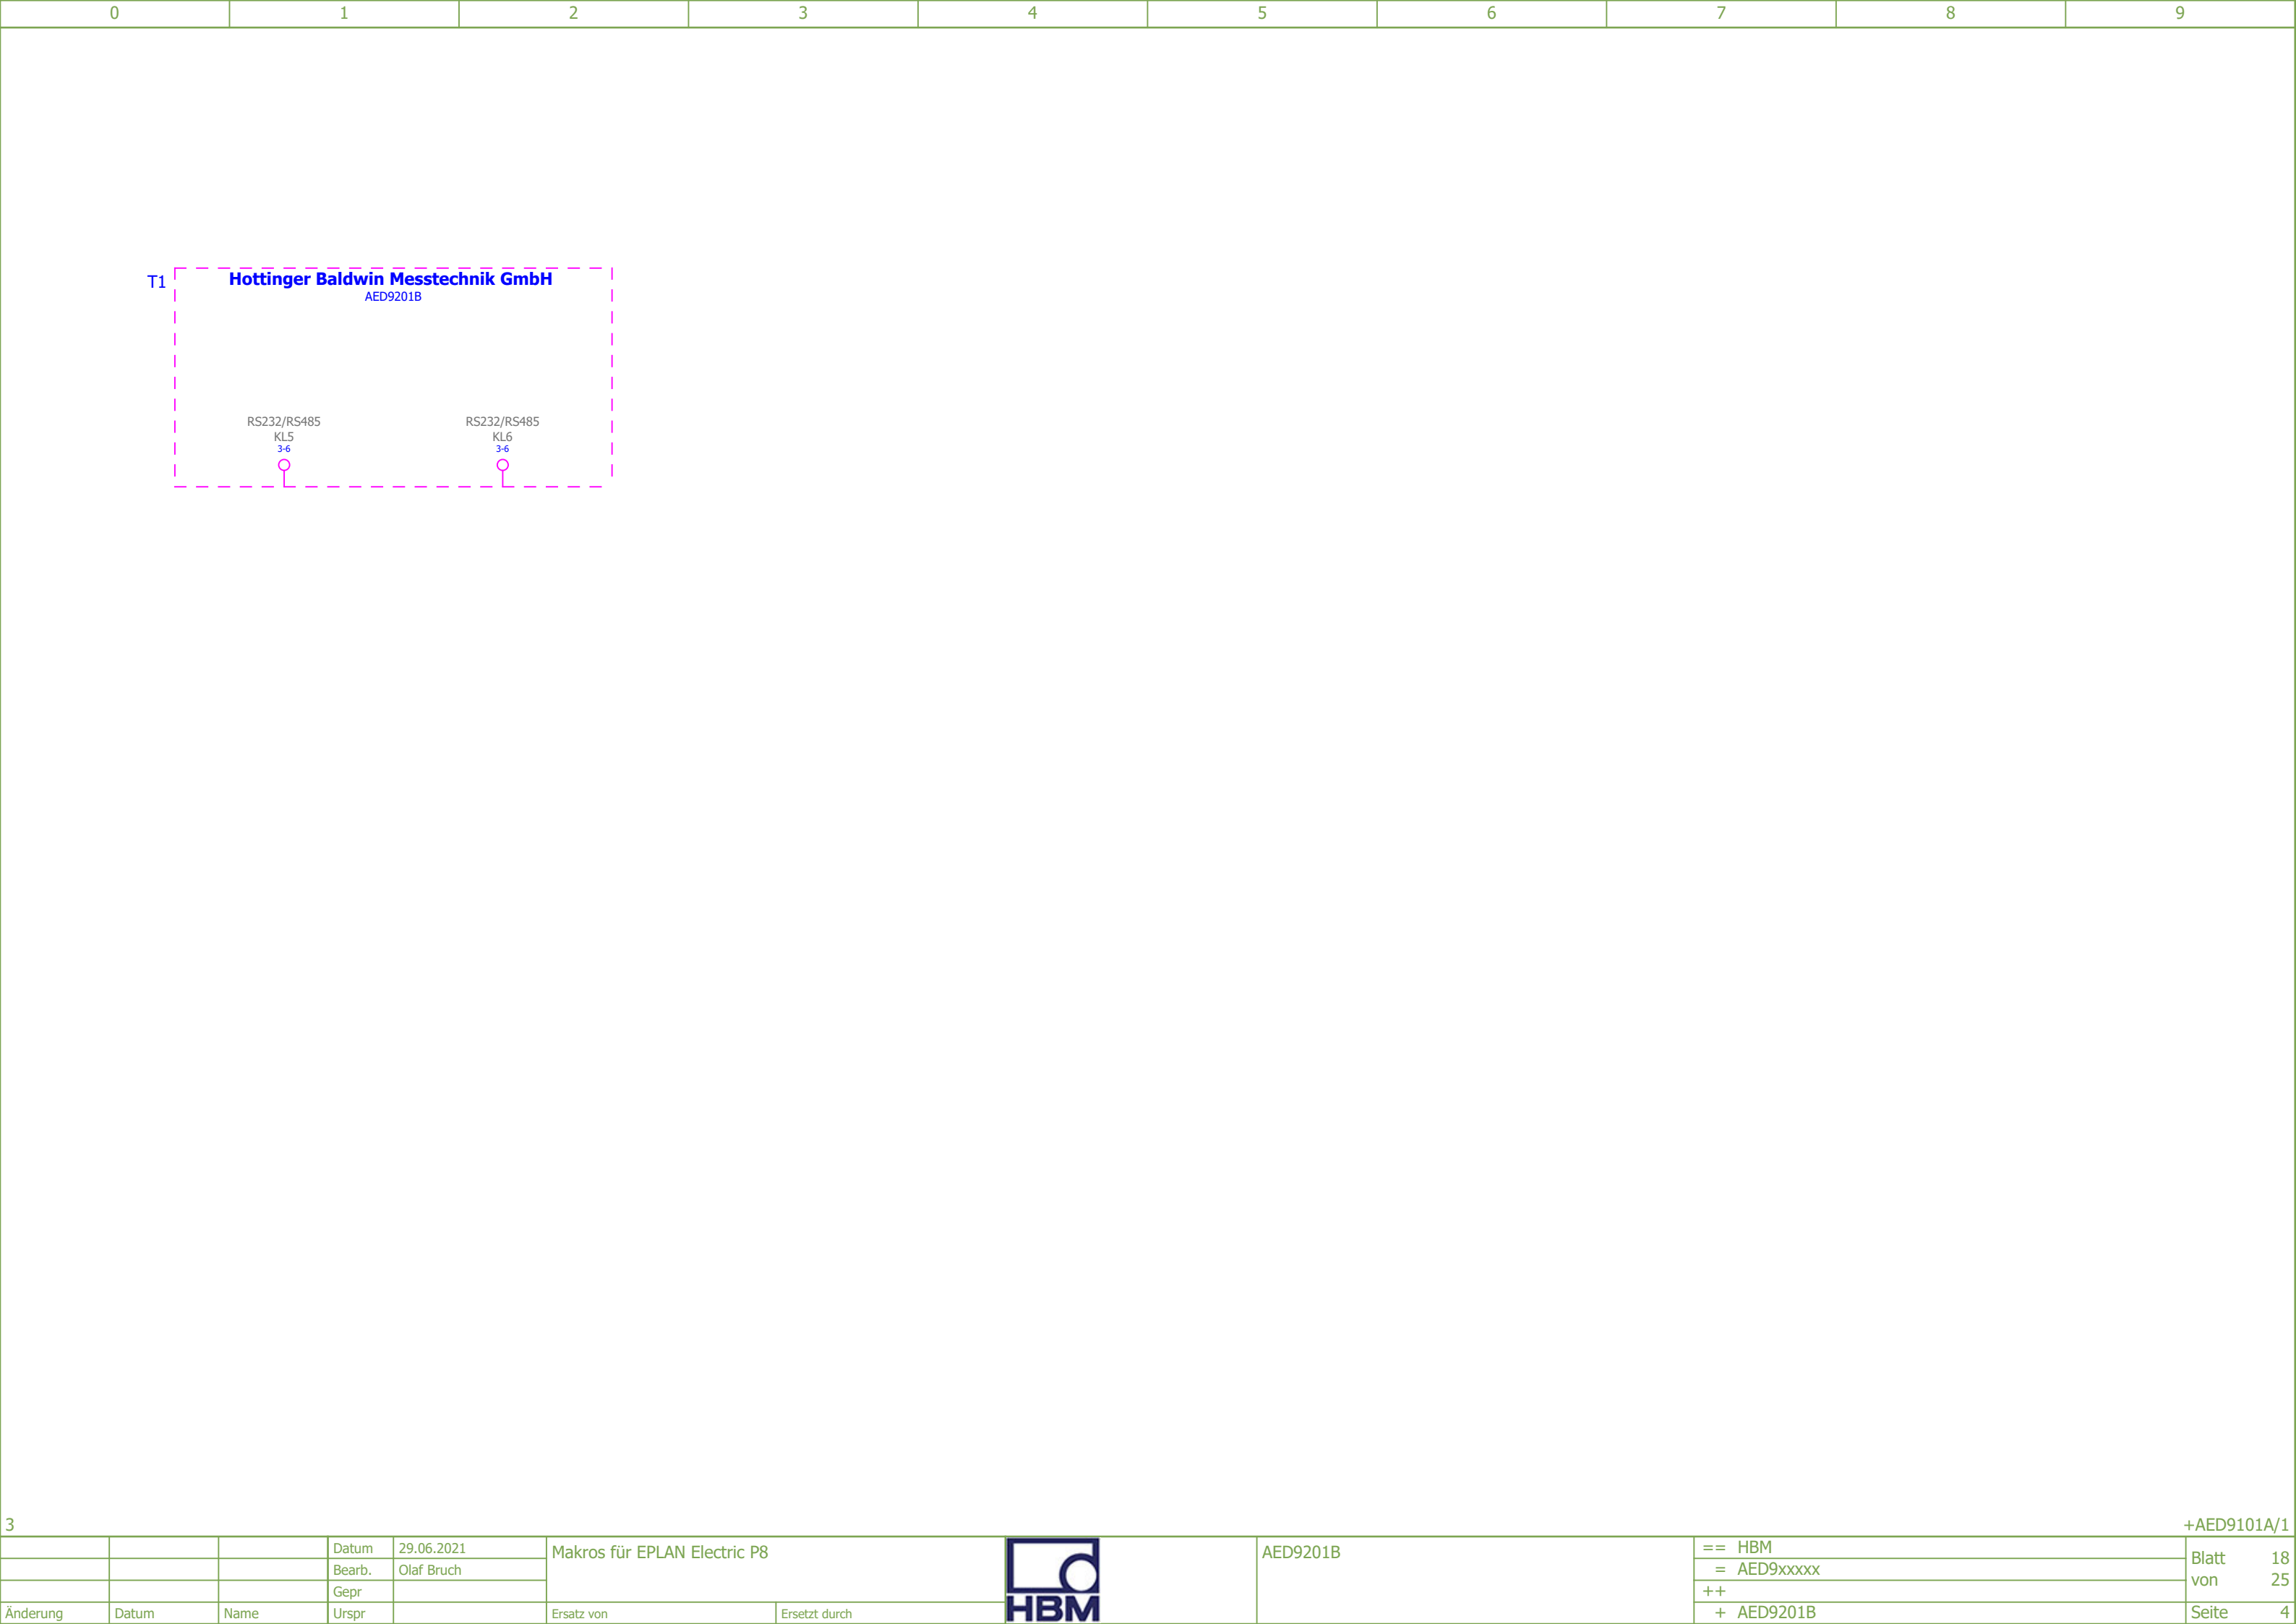 0 1 2 3 4 5 6 7 8 9
T1
Hottinger Baldwin Messtechnik GmbH
AED9201B
RS232/RS485 RS232/RS485
KL5 KL6
3-6 3-6
3 +AED9101A/1
Datum 29.06.2021
Bearb. Olaf Bruch
Gepr
Änderung Datum Name Urspr
Makros für EPLAN Electric P8
Ersatz von Ersetzt durch
HBM
AED9201B
== HBM
= AED9xxxxx
++
+ AED9201B
Blatt 18
von 25
Seite 4